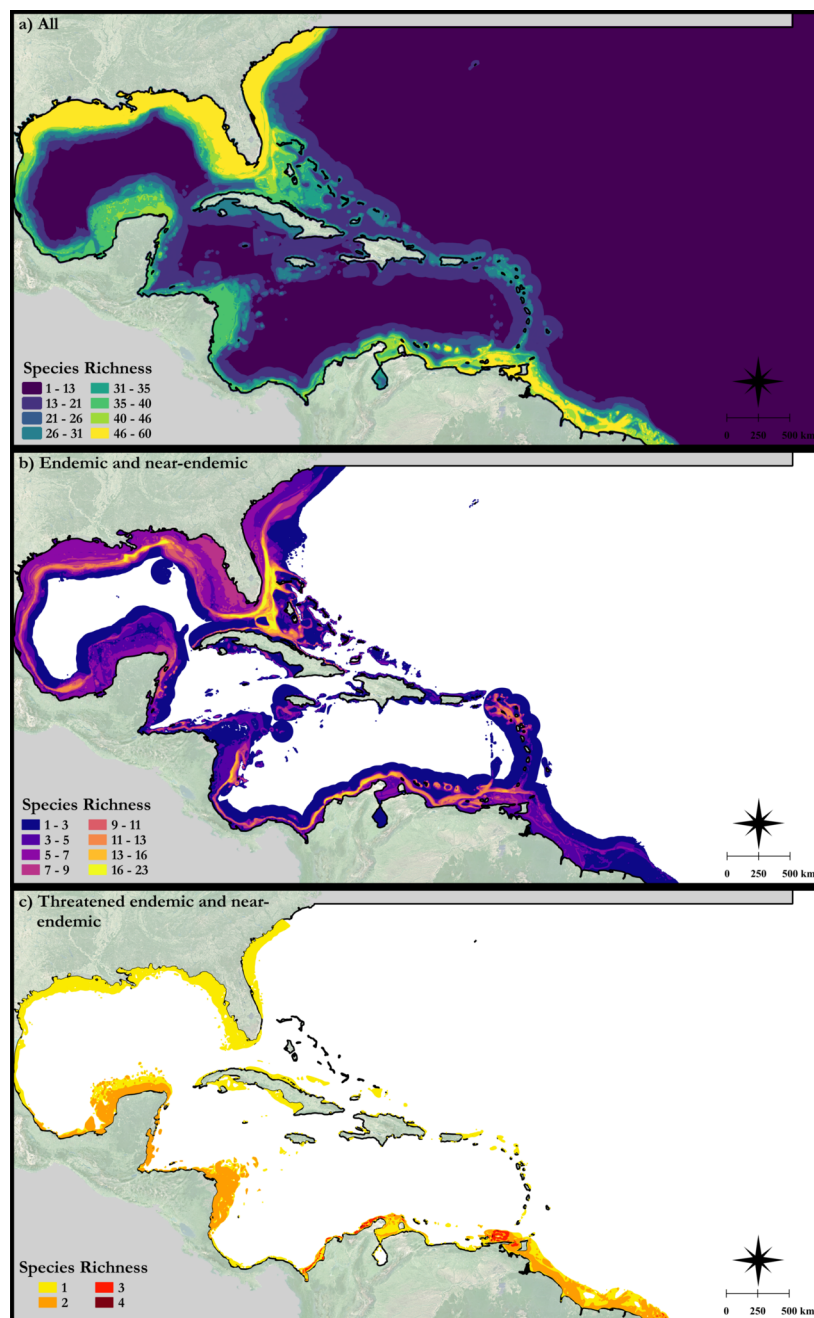 a) All
Species Richness
1 - 13 31 - 35
13 - 21 35 - 40
21 - 26 40 - 46
26 - 31 46 - 60
0 250 500 km
b) Endemic and near-endemic
Species Richness
1 - 3 9 - 11
3 - 5 11 - 13
5 - 7 13 - 16
7 - 9 16 - 23
0 250 500 km
c) Threatened endemic and near-
endemic
Species Richness
1 3
2 4
0 250 500 km